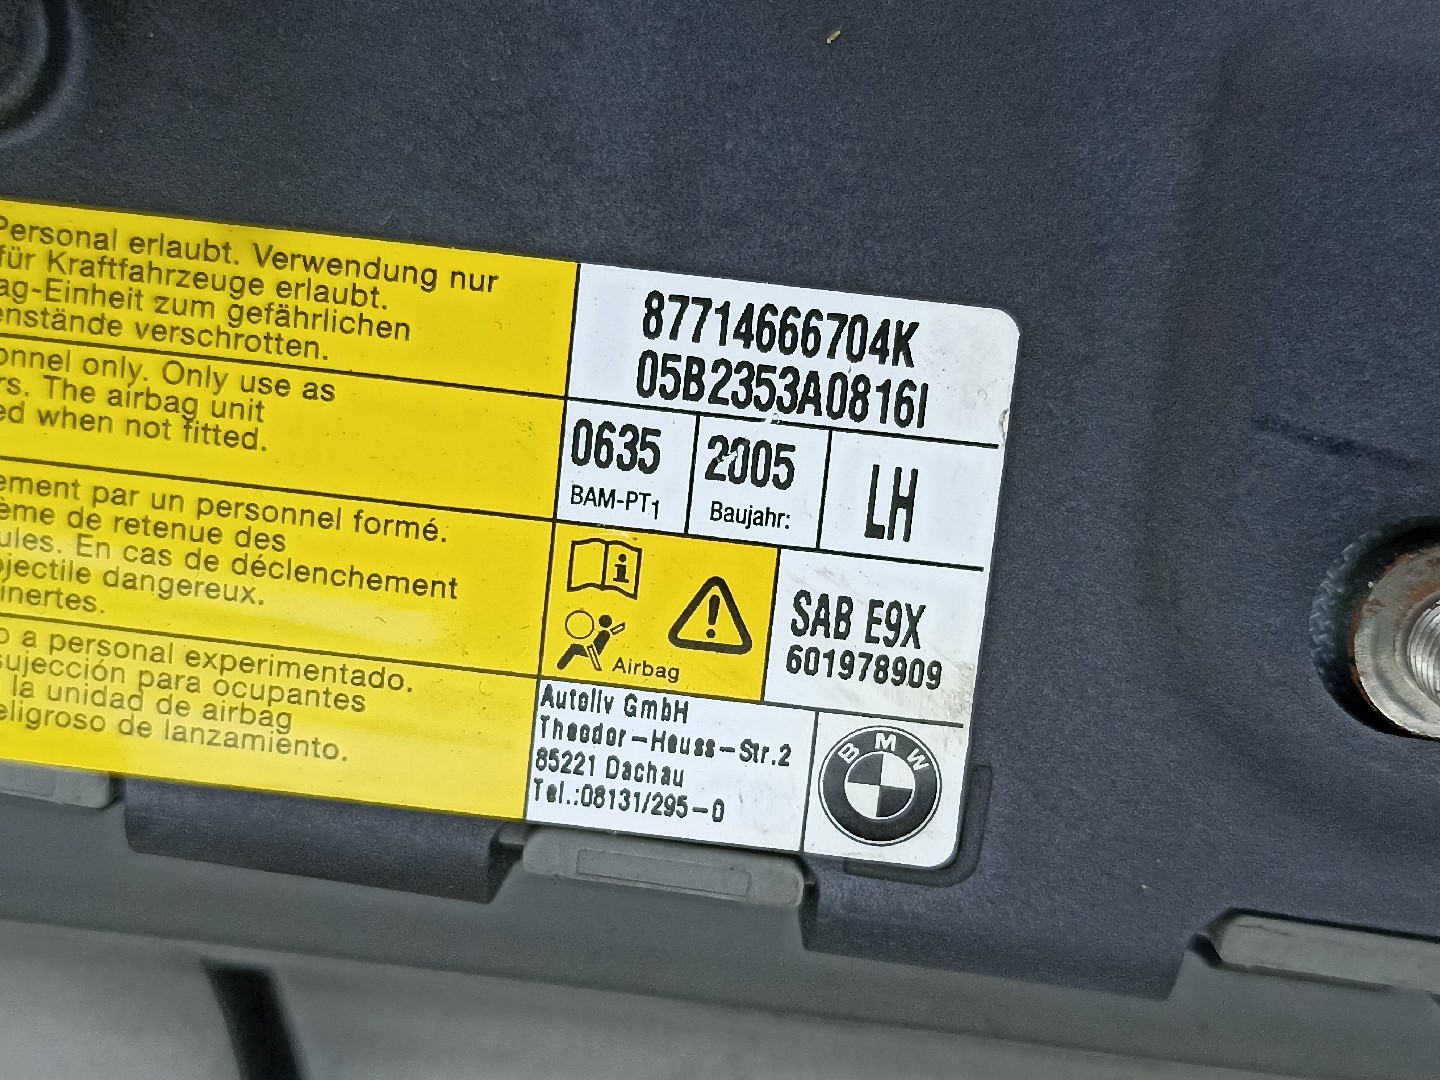 Personal erlaubt. Verwendung nur
für Kraftfahrzeuge erlaubt.
ag-Einheit zum gefährlichen
enstände verschrotten.
onnel only. Only use as
rs. The airbag unit
ed when not fitted.
ement par un personnel formé.
ème de retenue des
ules. En cas de déclenchement
ojectile dangereux.
inertes.
o a personal experimentado.
sujección para ocupantes
la unidad de airbag
eligroso de lanzamiento.
87714666704K
05B2353A0816I
0635
BAM-PT1
2005
Baujahr:
LH
Airbag
SAB E9X
601978909
Autoliv GmbH
Theodor-Heuss-Str.2
85221 Dachau
Tel.:08131/295-0
BMW